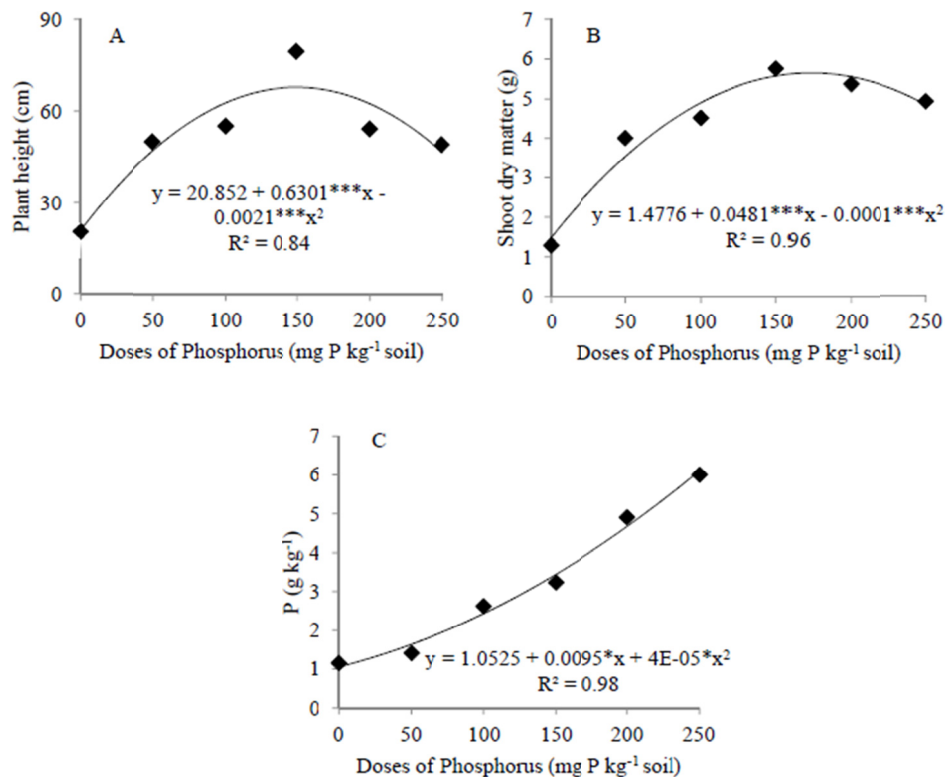 A
90
60
30
0
Plant height (cm)
y = 20.852 + 0.6301***x -
0.0021***x²
R² = 0.84
0 50 100 150 200 250
Doses of Phosphorus (mg P kg⁻¹ soil)
B
7
6
5
4
3
2
1
0
Shoot dry matter (g)
y = 1.4776 + 0.0481***x - 0.0001***x²
R² = 0.96
0 50 100 150 200 250
Doses of Phosphorus (mg P kg⁻¹ soil)
C
7
6
5
4
3
2
1
0
P (g kg⁻¹)
y = 1.0525 + 0.0095*x + 4E-05*x²
R² = 0.98
0 50 100 150 200 250
Doses of Phosphorus (mg P kg⁻¹ soil)